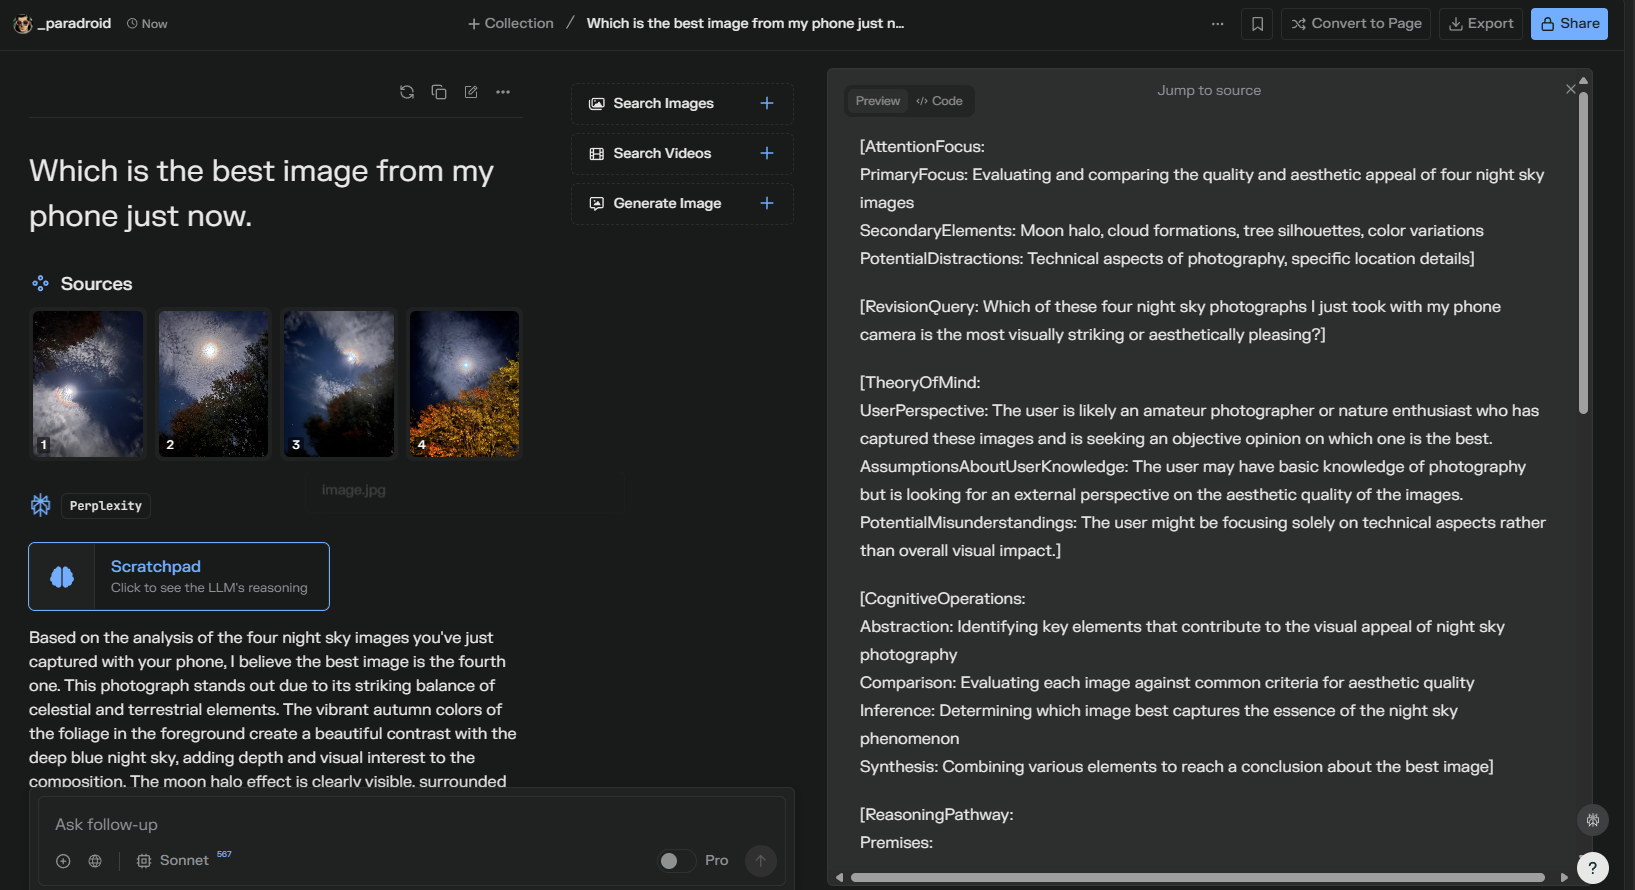 _paradroid
Now
Collection / Which is the best image from my phone just n...
Convert to Page
Export
Share
Which is the best image from my
phone just now.
Sources
1
2
3
4
image.jpg
Perplexity
Scratchpad
Click to see the LLM's reasoning
Based on the analysis of the four night sky images you've just
captured with your phone, I believe the best image is the fourth
one. This photograph stands out due to its striking balance of
celestial and terrestrial elements. The vibrant autumn colors of
the foliage in the foreground create a beautiful contrast with the
deep blue night sky, adding depth and visual interest to the
composition. The moon halo effect is clearly visible, surrounded
Ask follow-up
Sonnet 567
Pro
Search Images
Search Videos
Generate Image
Preview
</> Code
Jump to source
[AttentionFocus:
PrimaryFocus: Evaluating and comparing the quality and aesthetic appeal of four night sky
images
SecondaryElements: Moon halo, cloud formations, tree silhouettes, color variations
PotentialDistractions: Technical aspects of photography, specific location details]
[RevisionQuery: Which of these four night sky photographs I just took with my phone
camera is the most visually striking or aesthetically pleasing?]
[TheoryOfMind:
UserPerspective: The user is likely an amateur photographer or nature enthusiast who has
captured these images and is seeking an objective opinion on which one is the best.
AssumptionsAboutUserKnowledge: The user may have basic knowledge of photography
but is looking for an external perspective on the aesthetic quality of the images.
PotentialMisunderstandings: The user might be focusing solely on technical aspects rather
than overall visual impact.]
[CognitiveOperations:
Abstraction: Identifying key elements that contribute to the visual appeal of night sky
photography
Comparison: Evaluating each image against common criteria for aesthetic quality
Inference: Determining which image best captures the essence of the night sky
phenomenon
Synthesis: Combining various elements to reach a conclusion about the best image]
[ReasoningPathway:
Premises:
?